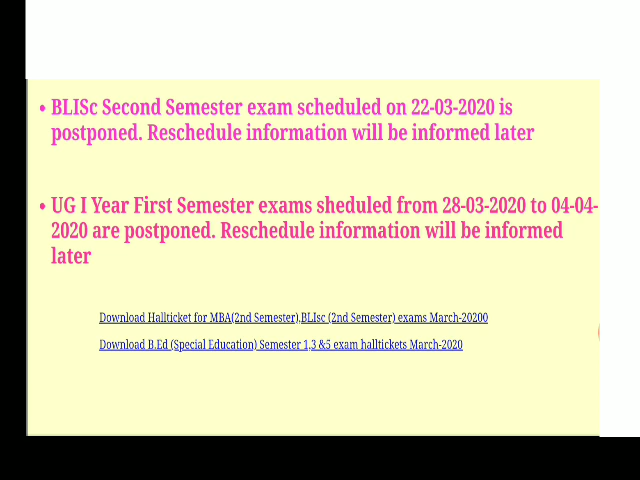 • BLISc Second Semester exam scheduled on 22-03-2020 is
postponed. Reschedule information will be informed later
• UG I Year First Semester exams sheduled from 28-03-2020 to 04-04-
2020 are postponed. Reschedule information will be informed
later
Download Hallticket for MBA(2nd Semester),BLIsc (2nd Semester) exams March-20200
Download B.Ed (Special Education) Semester 1,3 &5 exam halltickets March-2020